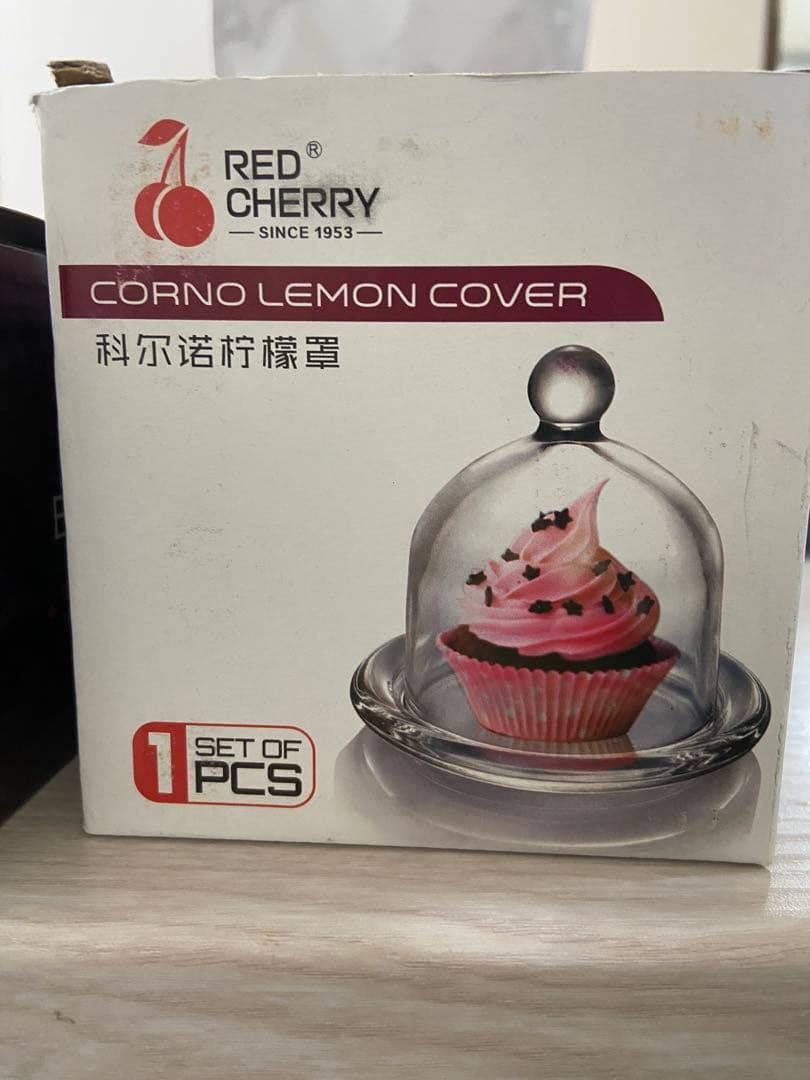 RED®
CHERRY
SINCE 1953
CORNO LEMON COVER
科尔诺柠檬罩
1 SET OF
PCS